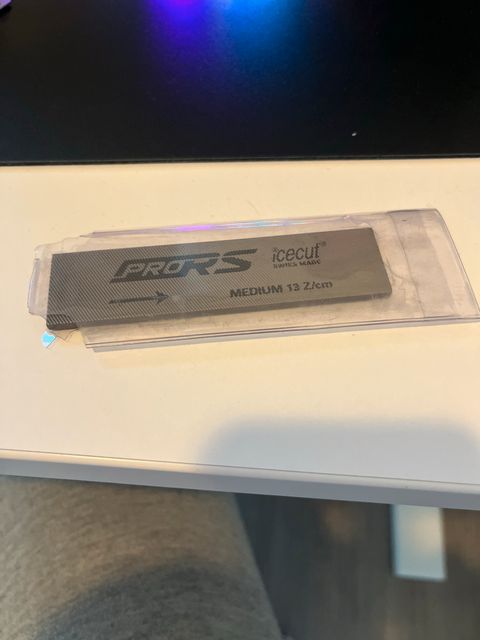 PRORS
icecut®
SWISS MADE
MEDIUM 13 Z/cm